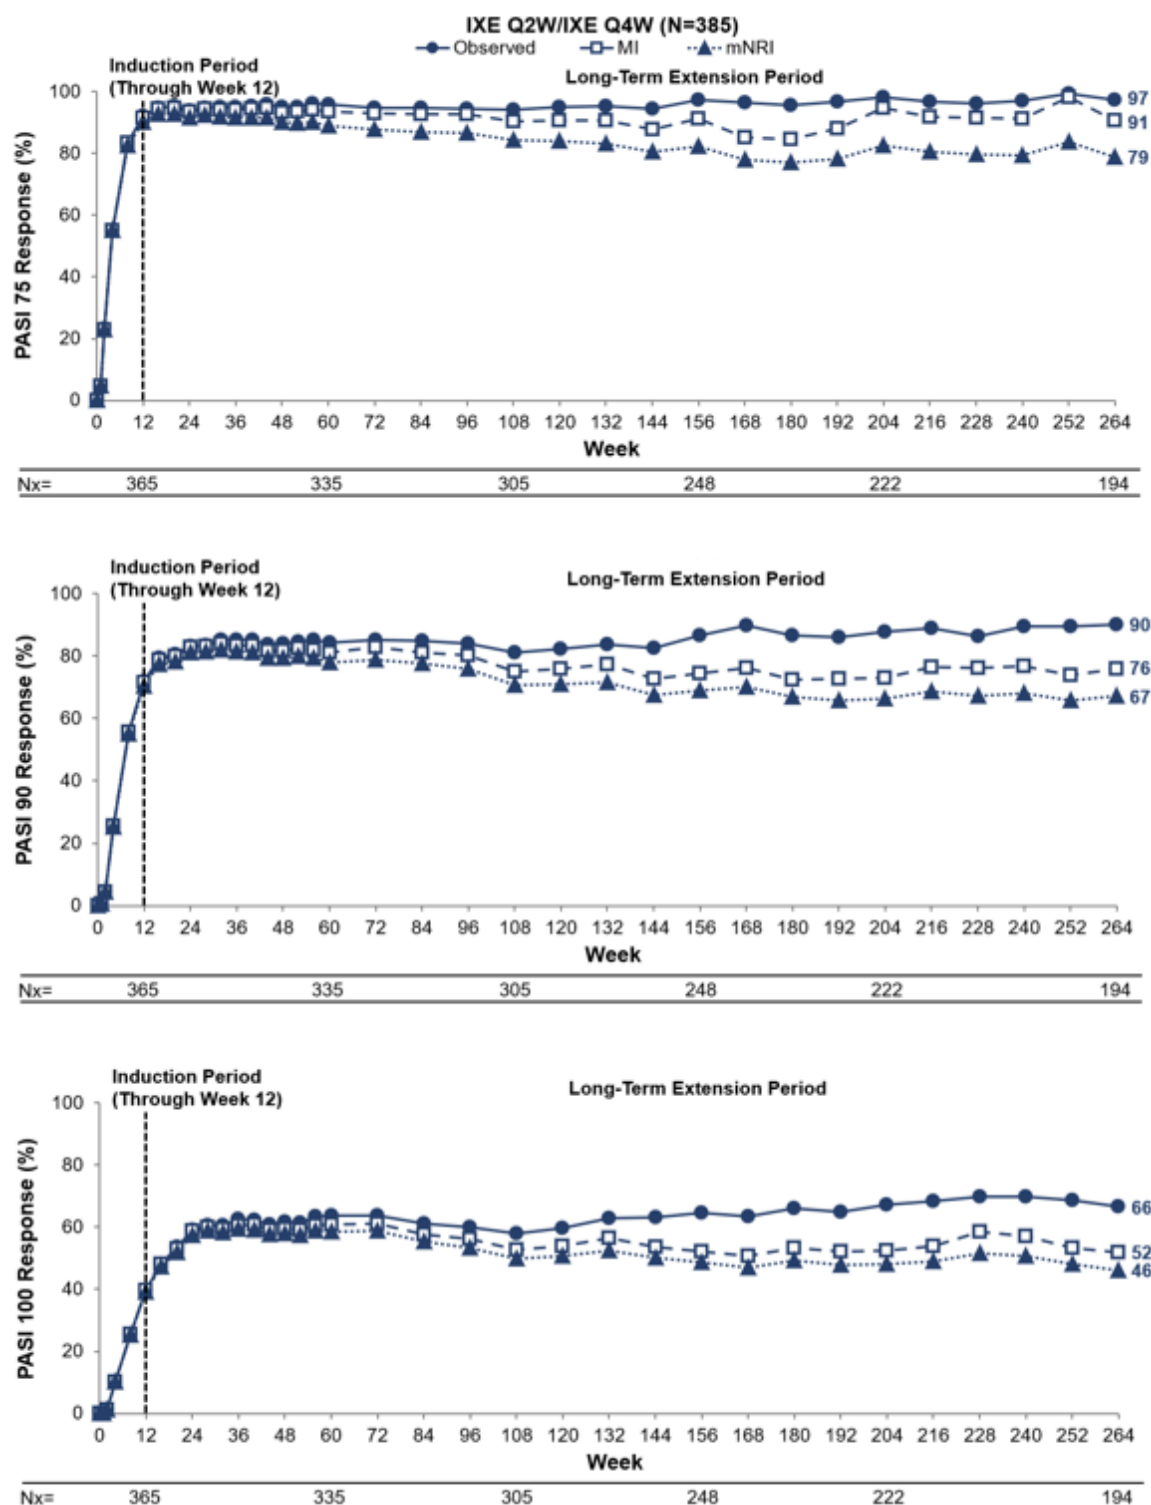 IXE Q2W/IXE Q4W (N=385)
Observed MI mNRI
Induction Period
(Through Week 12)
Long-Term Extension Period
PASI 75 Response (%)
100
80
60
40
20
0
97
91
79
0 12 24 36 48 60 72 84 96 108 120 132 144 156 168 180 192 204 216 228 240 252 264
Week
Nx= 365 335 305 248 222 194
Induction Period
(Through Week 12)
Long-Term Extension Period
PASI 90 Response (%)
100
80
60
40
20
0
90
76
67
0 12 24 36 48 60 72 84 96 108 120 132 144 156 168 180 192 204 216 228 240 252 264
Week
Nx= 365 335 305 248 222 194
Induction Period
(Through Week 12)
Long-Term Extension Period
PASI 100 Response (%)
100
80
60
40
20
0
66
52
46
0 12 24 36 48 60 72 84 96 108 120 132 144 156 168 180 192 204 216 228 240 252 264
Week
Nx= 365 335 305 248 222 194